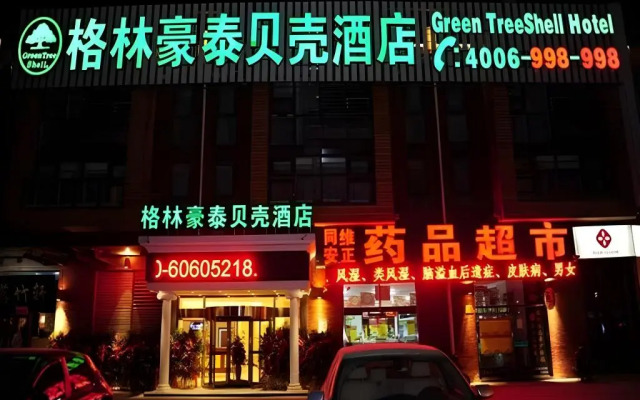 GreenTree
Shell
格林豪泰贝壳酒店
Green TreeShell Hotel
:4006-998-998
格林豪泰贝壳酒店
0-60605218.
同安
维正
药品超市
风湿、类风湿、脑溢血后遗症、皮肤病、男女